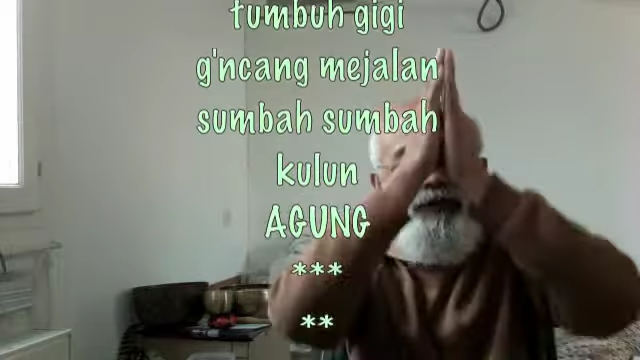 tumbuh gigi
g'ncang mejalan
sumbah sumbah
kulun
AGUNG
***
**